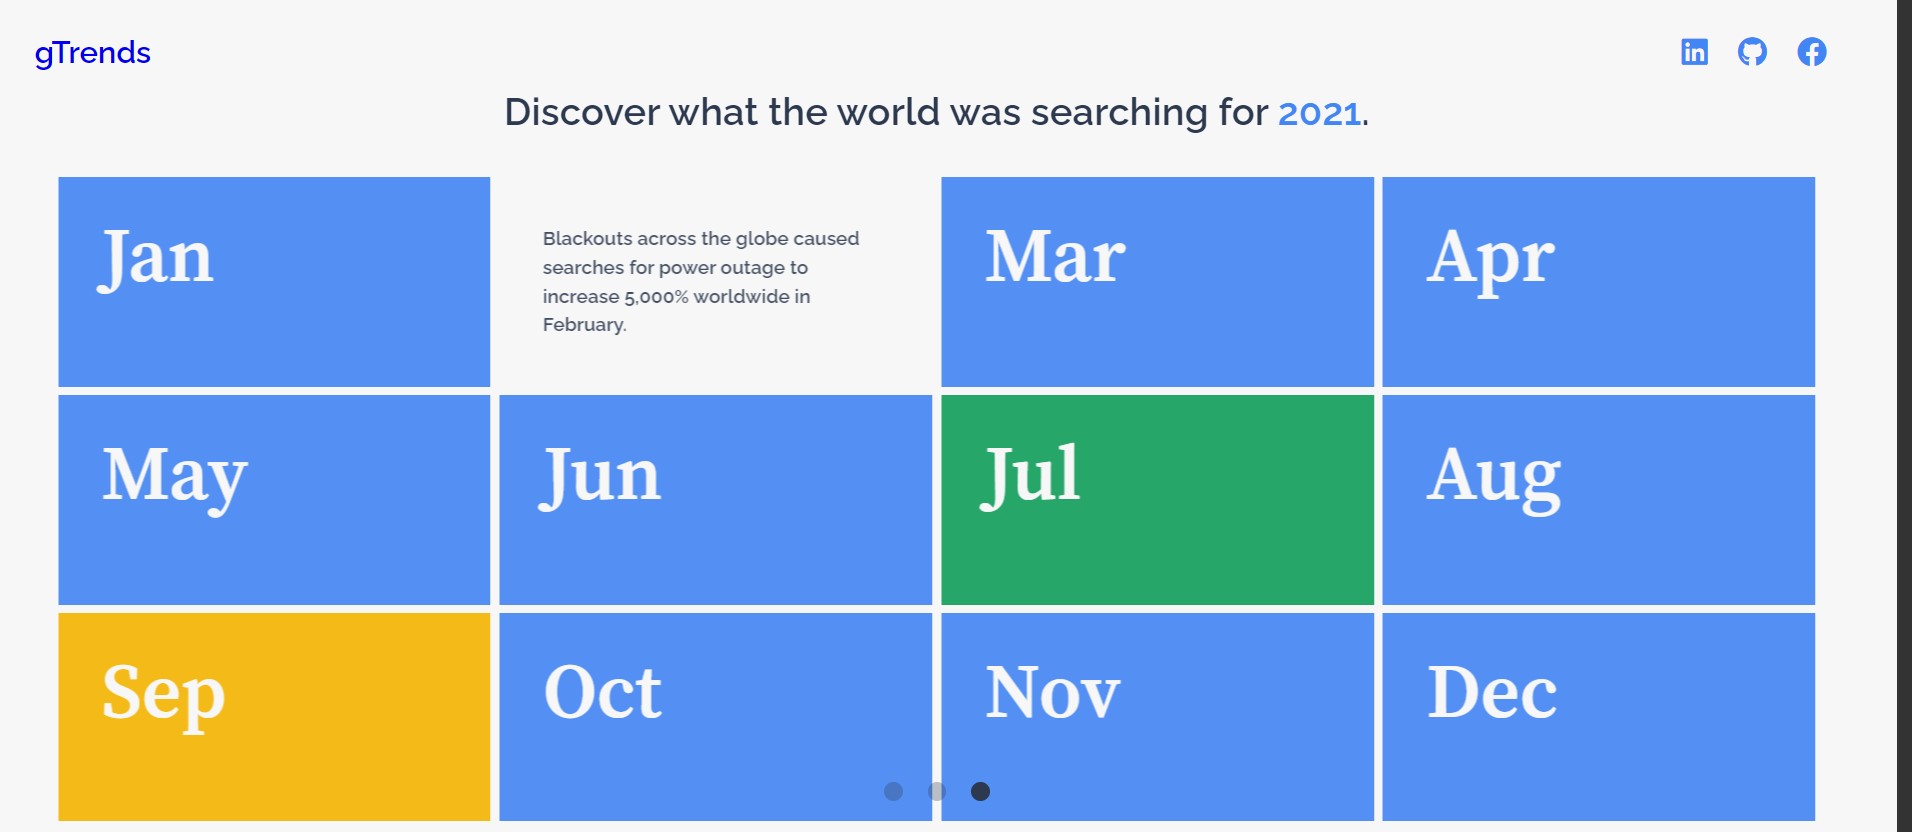 gTrends
Discover what the world was searching for 2021.
Jan
Blackouts across the globe caused
searches for power outage to
increase 5,000% worldwide in
February.
Mar
Apr
May
Jun
Jul
Aug
Sep
Oct
Nov
Dec